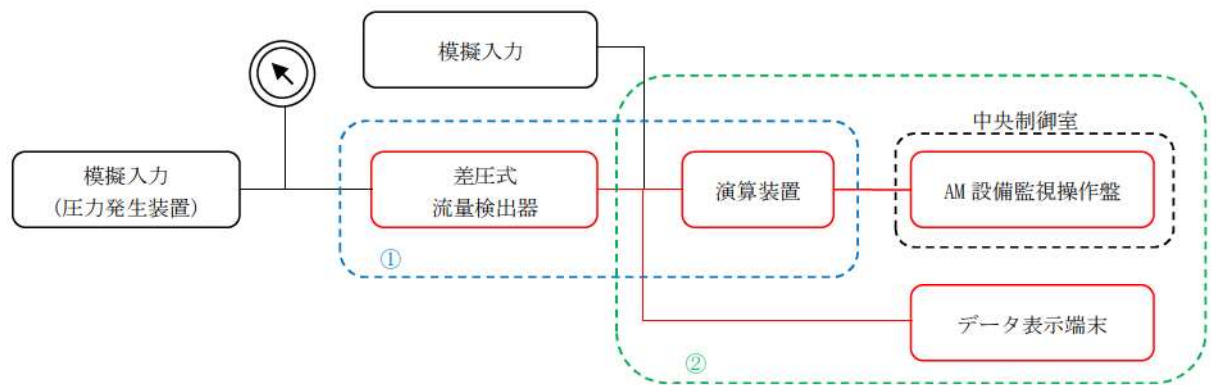 模擬入力
中央制御室
模擬入力
(圧力発生装置)
差圧式
流量検出器
演算装置
AM 設備監視操作盤
①
データ表示端末
②